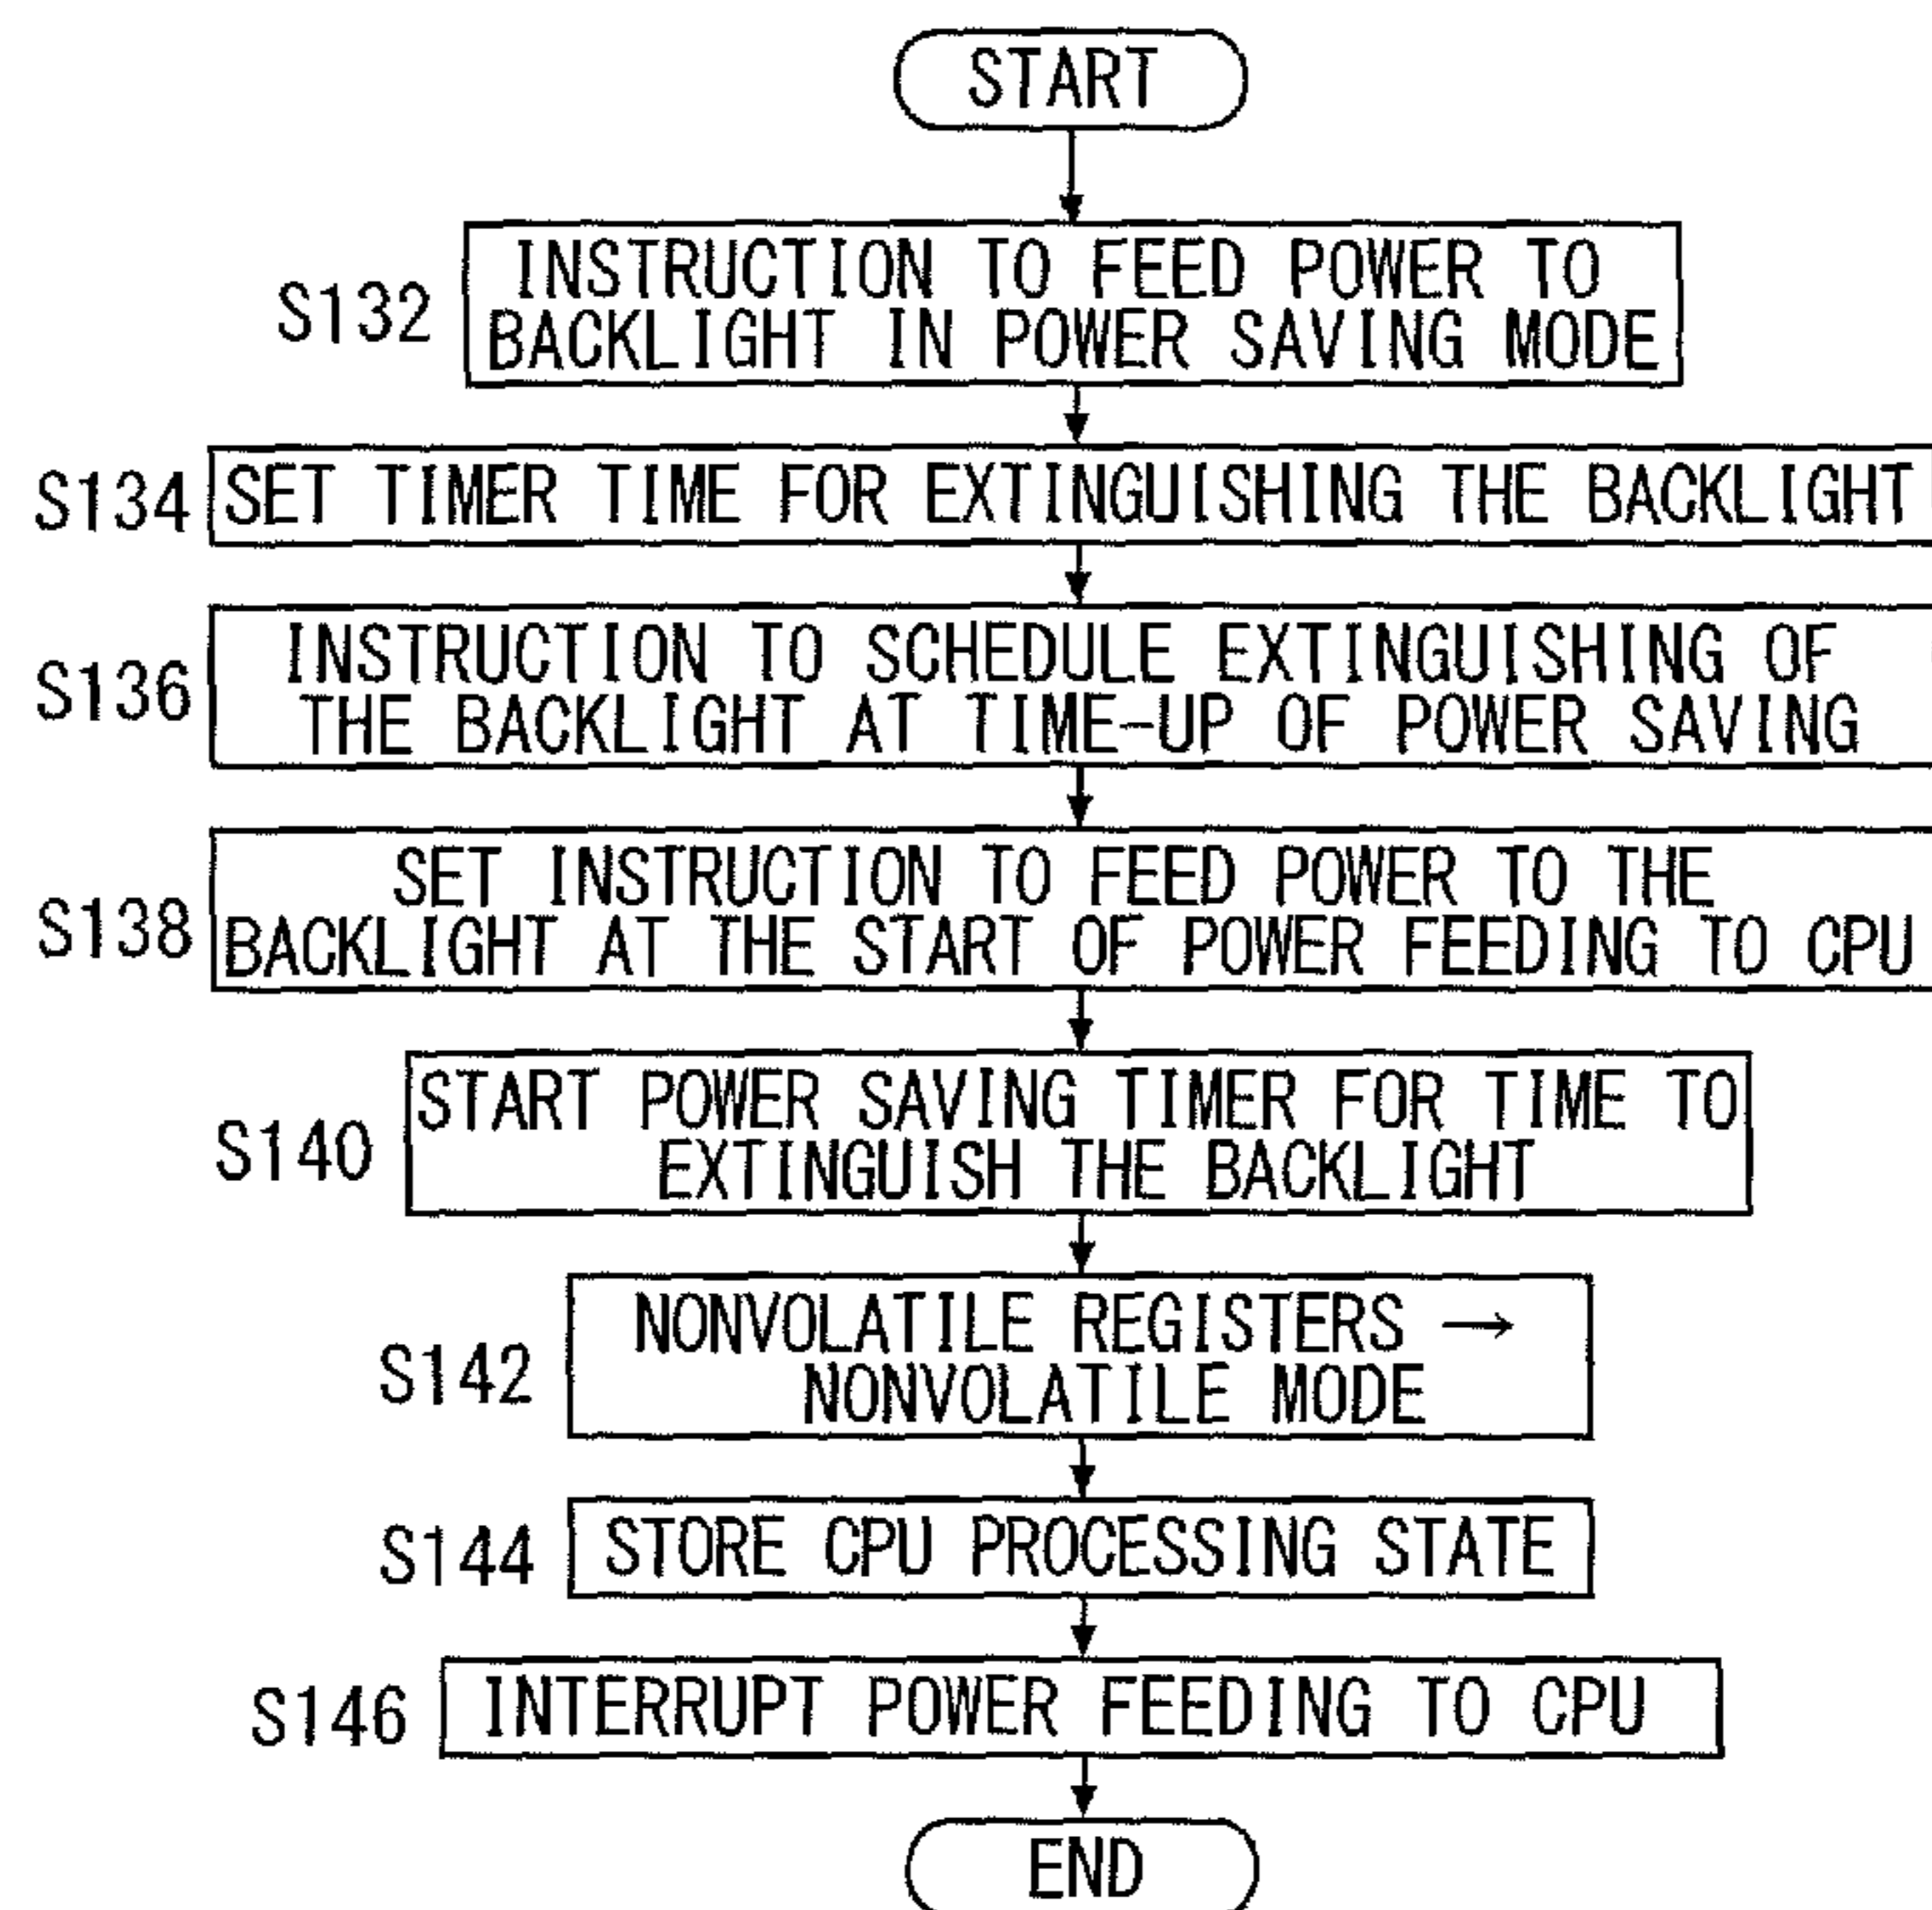 START
S132
INSTRUCTION TO FEED POWER TO
BACKLIGHT IN POWER SAVING MODE
S134
SET TIMER TIME FOR EXTINGUISHING THE BACKLIGHT
S136
INSTRUCTION TO SCHEDULE EXTINGUISHING OF
THE BACKLIGHT AT TIME-UP OF POWER SAVING
S138
SET INSTRUCTION TO FEED POWER TO THE
BACKLIGHT AT THE START OF POWER FEEDING TO CPU
S140
START POWER SAVING TIMER FOR TIME TO
EXTINGUISH THE BACKLIGHT
S142
NONVOLATILE REGISTERS →
NONVOLATILE MODE
S144
STORE CPU PROCESSING STATE
S146
INTERRUPT POWER FEEDING TO CPU
END